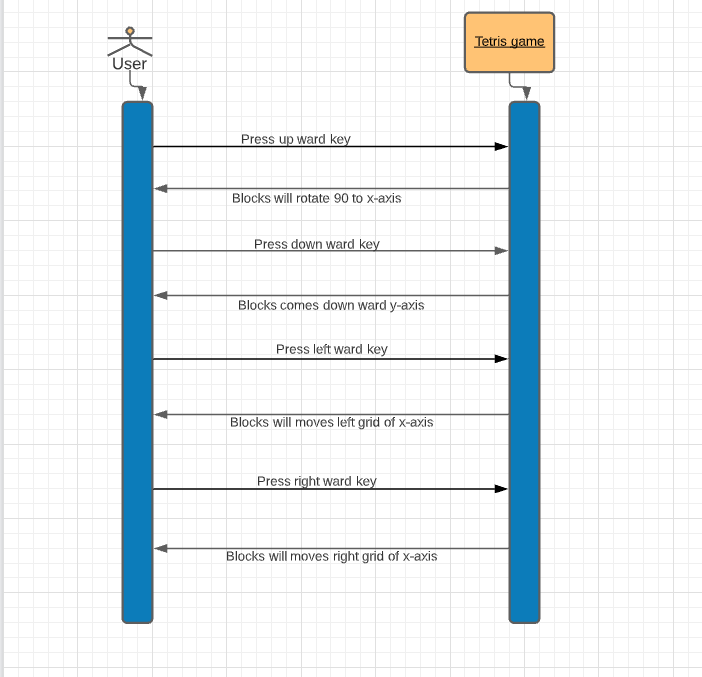 Tetris game
User
Press up ward key
Blocks will rotate 90 to x-axis
Press down ward key
Blocks comes down ward y-axis
Press left ward key
Blocks will moves left grid of x-axis
Press right ward key
Blocks will moves right grid of x-axis